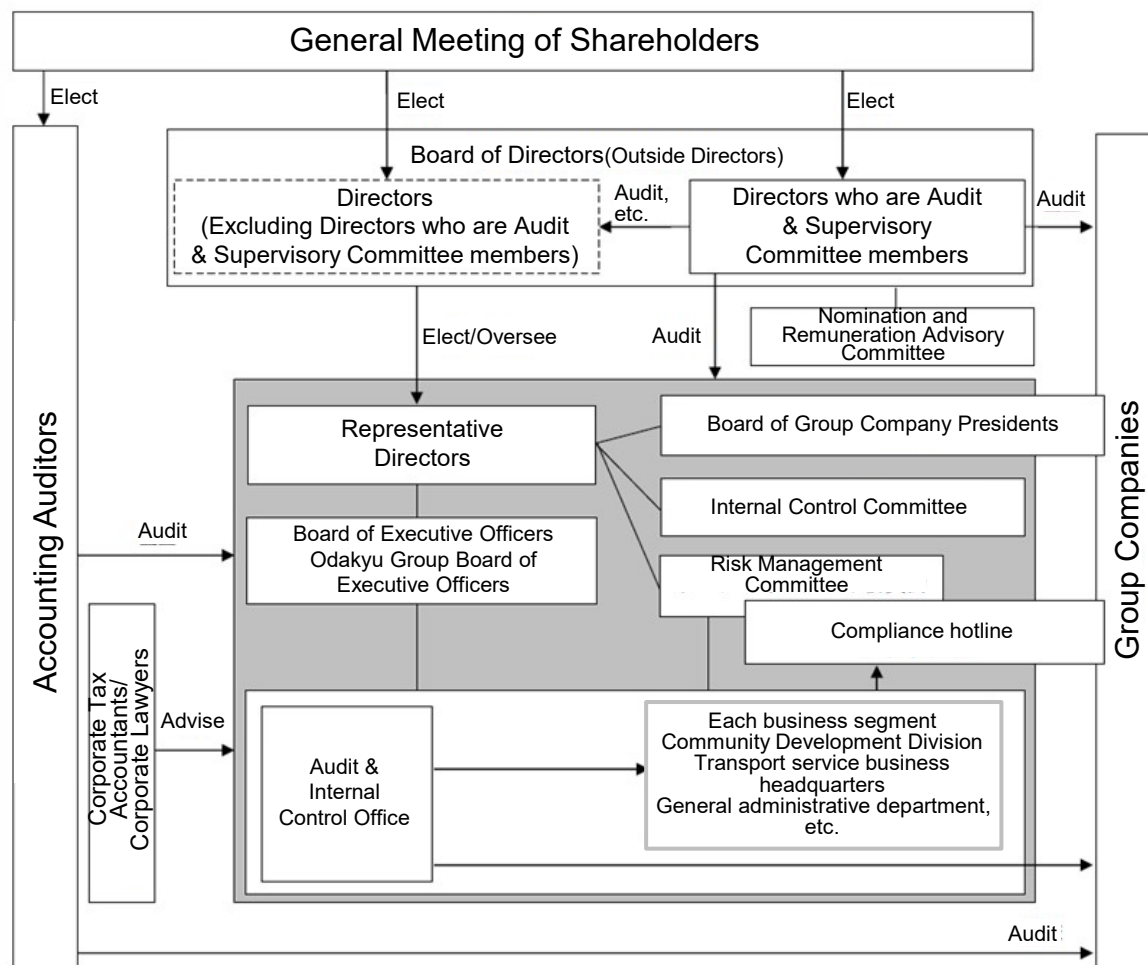 General Meeting of Shareholders
Elect
Elect
Elect
Board of Directors(Outside Directors)
Directors
(Excluding Directors who are Audit
& Supervisory Committee members)
Audit,
etc.
Directors who are Audit
& Supervisory
Committee members
Audit
Nomination and
Remuneration Advisory
Committee
Elect/Oversee
Audit
Accounting Auditors
Group Companies
Representative
Directors
Board of Group Company Presidents
Internal Control Committee
Audit
Board of Executive Officers
Odakyu Group Board of
Executive Officers
Risk Management
Committee
Compliance hotline
Corporate Tax
Accountants/
Corporate Lawyers
Advise
Audit &
Internal
Control Office
Each business segment
Community Development Division
Transport service business
headquarters
General administrative department,
etc.
Audit